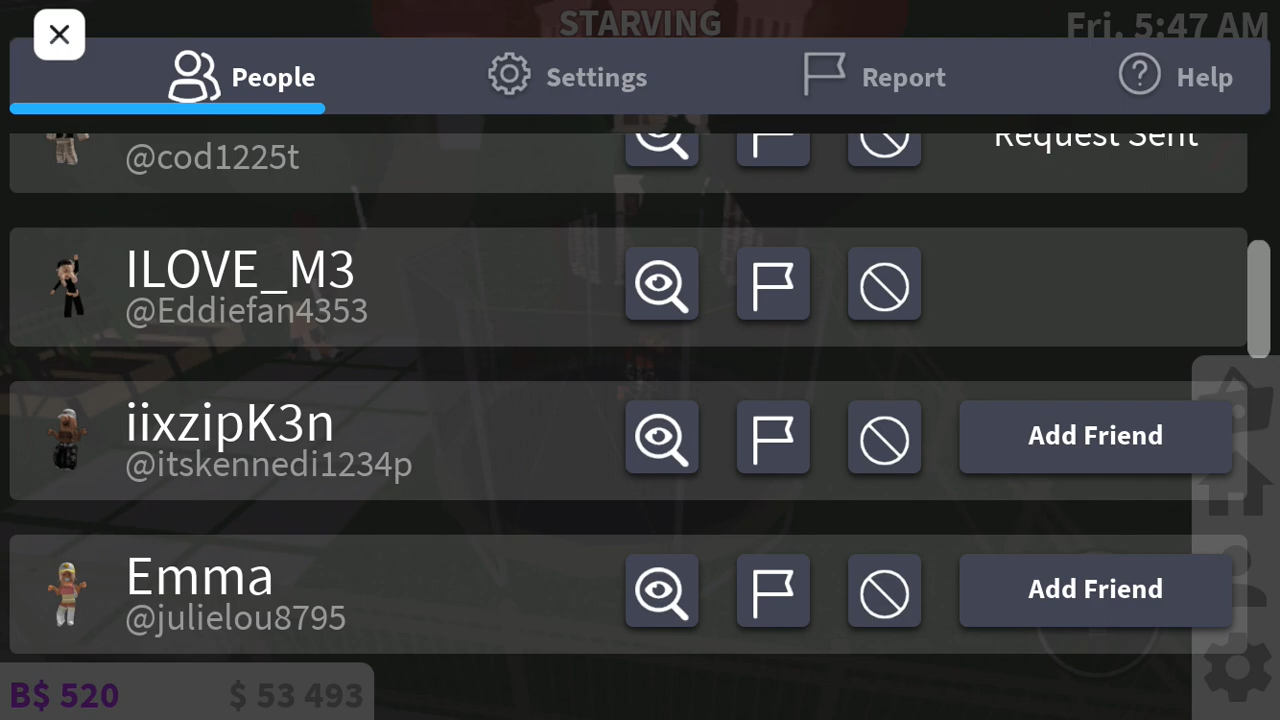 STARVING
Fri. 5:47 AM
People
Settings
Report
Help
@cod1225t
Request Sent
ILOVE_M3
@Eddiefan4353
iixzipK3n
@itskennedi1234p
Add Friend
Emma
@julielou8795
Add Friend
B$ 520
$ 53 493